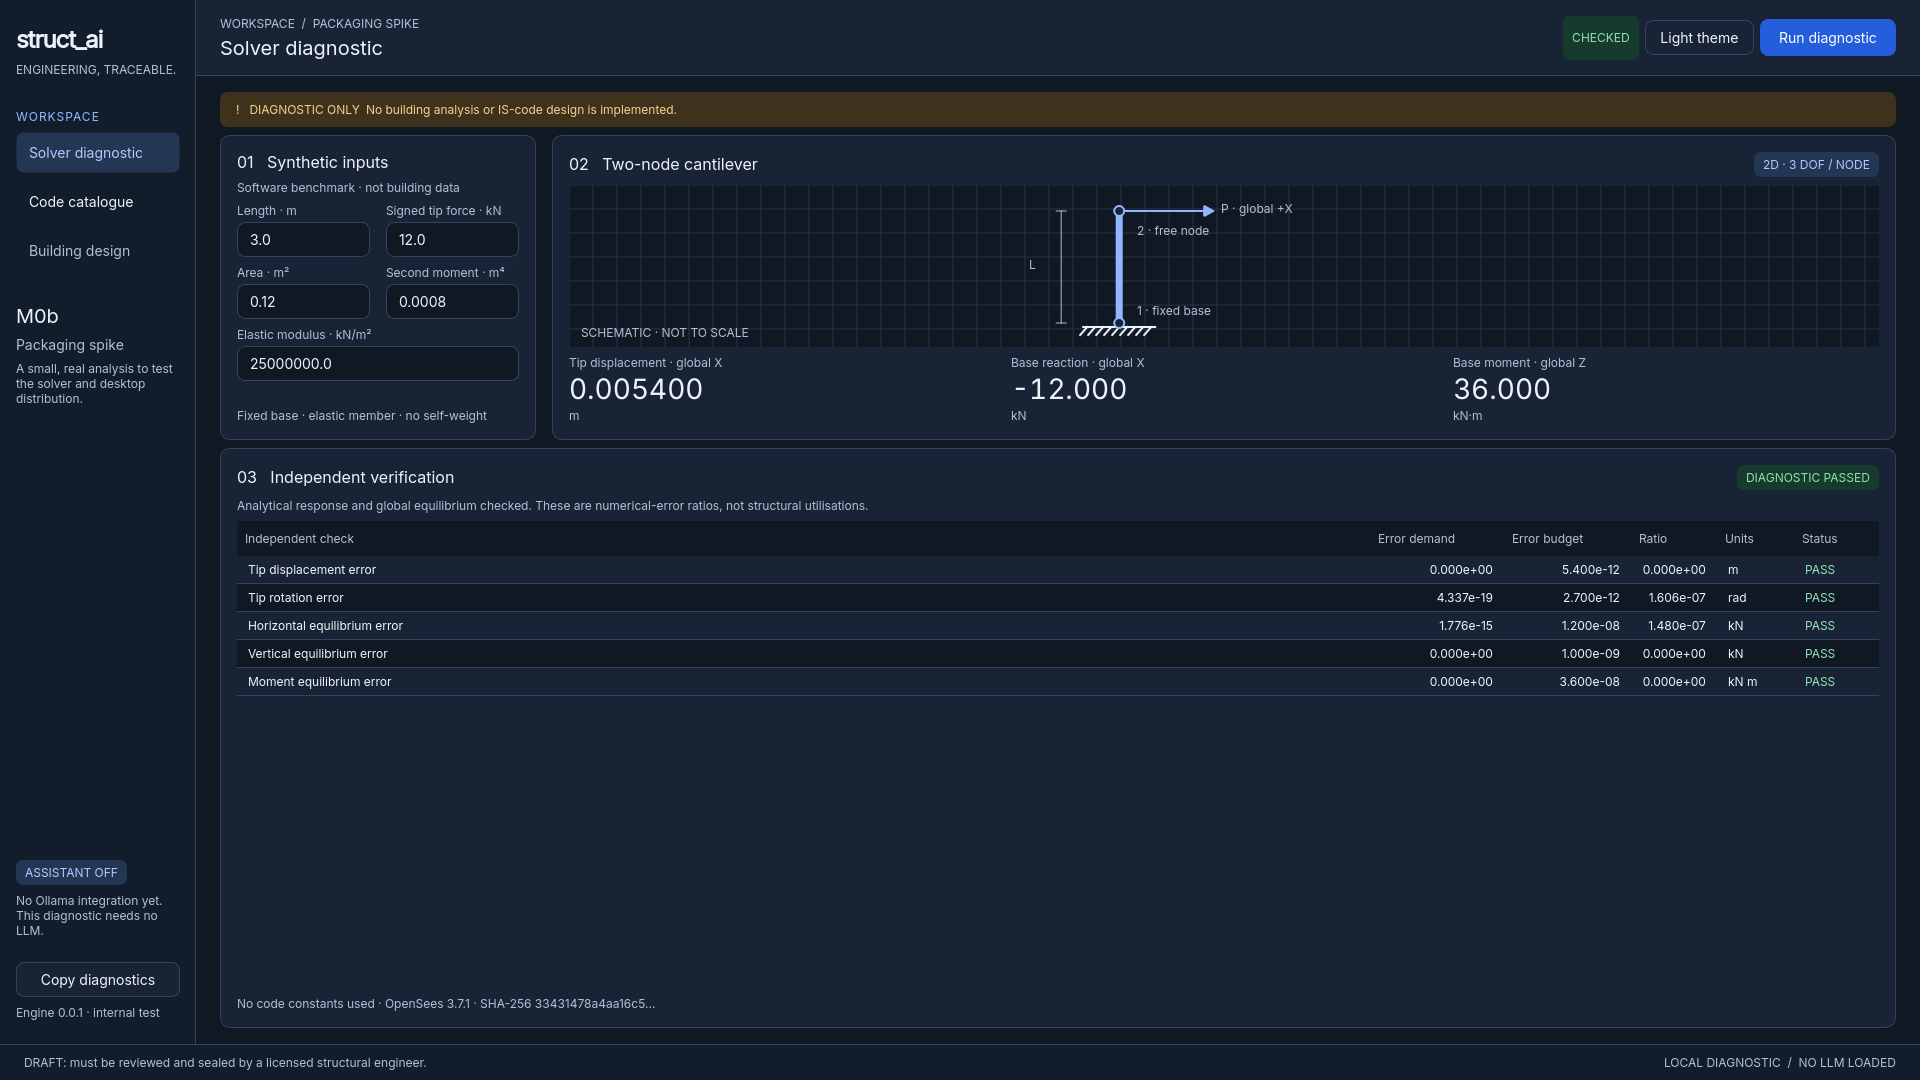 struct_ai
ENGINEERING, TRACEABLE.
WORKSPACE
Solver diagnostic
Code catalogue
Building design
M0b
Packaging spike
A small, real analysis to test
the solver and desktop
distribution.
ASSISTANT OFF
No Ollama integration yet.
This diagnostic needs no
LLM.
Copy diagnostics
Engine 0.0.1 · internal test
WORKSPACE / PACKAGING SPIKE
Solver diagnostic
CHECKED
Light theme
Run diagnostic
! DIAGNOSTIC ONLY No building analysis or IS-code design is implemented.
01 Synthetic inputs
Software benchmark · not building data
Length · m Signed tip force · kN
3.0 12.0
Area · m² Second moment · m⁴
0.12 0.0008
Elastic modulus · kN/m²
25000000.0
Fixed base · elastic member · no self-weight
02 Two-node cantilever
2D · 3 DOF / NODE
P · global +X
2 · free node
L
1 · fixed base
SCHEMATIC · NOT TO SCALE
Tip displacement · global X Base reaction · global X Base moment · global Z
0.005400 -12.000 36.000
m kN kN·m
03 Independent verification
DIAGNOSTIC PASSED
Analytical response and global equilibrium checked. These are numerical-error ratios, not structural utilisations.
Independent check Error demand Error budget Ratio Units Status
Tip displacement error 0.000e+00 5.400e-12 0.000e+00 m PASS
Tip rotation error 4.337e-19 2.700e-12 1.606e-07 rad PASS
Horizontal equilibrium error 1.776e-15 1.200e-08 1.480e-07 kN PASS
Vertical equilibrium error 0.000e+00 1.000e-09 0.000e+00 kN PASS
Moment equilibrium error 0.000e+00 3.600e-08 0.000e+00 kN m PASS
No code constants used · OpenSees 3.7.1 · SHA-256 33431478a4aa16c5…
DRAFT: must be reviewed and sealed by a licensed structural engineer.
LOCAL DIAGNOSTIC / NO LLM LOADED